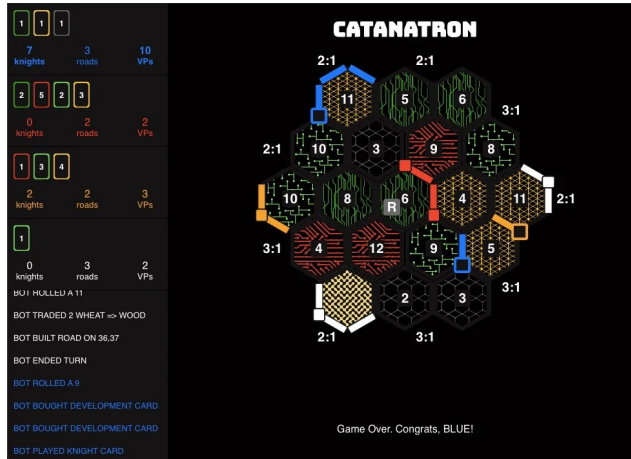 1 1 1
7 3 10
knights roads VPs
2 5 2 3
0 2 2
knights roads VPs
1 3 4
2 2 3
knights roads VPs
1
0 3 2
knights roads VPs
BOT ROLLED A 11
BOT TRADED 2 WHEAT => WOOD
BOT BUILT ROAD ON 36,37
BOT ENDED TURN
BOT ROLLED A 9
BOT BOUGHT DEVELOPMENT CARD
BOT BOUGHT DEVELOPMENT CARD
BOT PLAYED KNIGHT CARD
CATANATRON
2:1 2:1
11 5 6
3:1
2:1 10 3 9 8
10 8 R 6 4 11 2:1
3:1 4 12 9 5
3:1
2 3
2:1 3:1
Game Over. Congrats, BLUE!